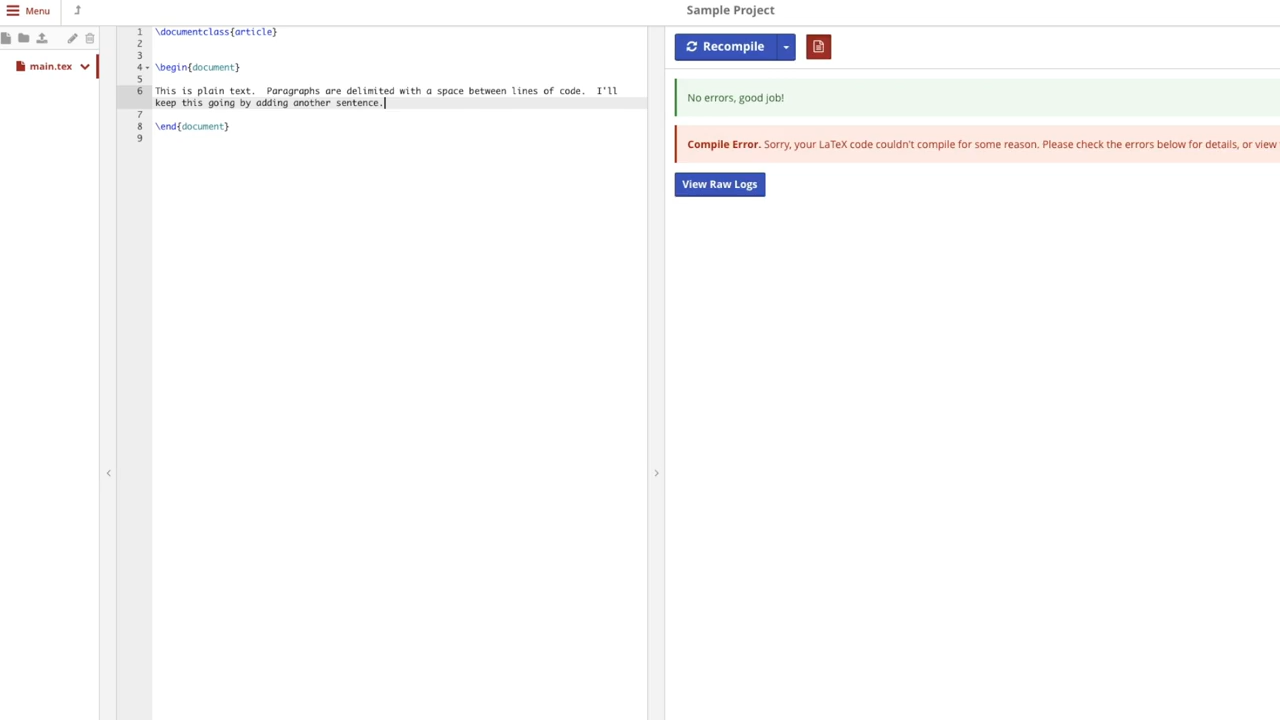 Menu
Sample Project
main.tex
1 \documentclass{article}
2
3
4 \begin{document}
5
6 This is plain text.  Paragraphs are delimited with a space between lines of code.  I'll
keep this going by adding another sentence.
7
8 \end{document}
9
Recompile
No errors, good job!
Compile Error. Sorry, your LaTeX code couldn't compile for some reason. Please check the errors below for details, or view
View Raw Logs